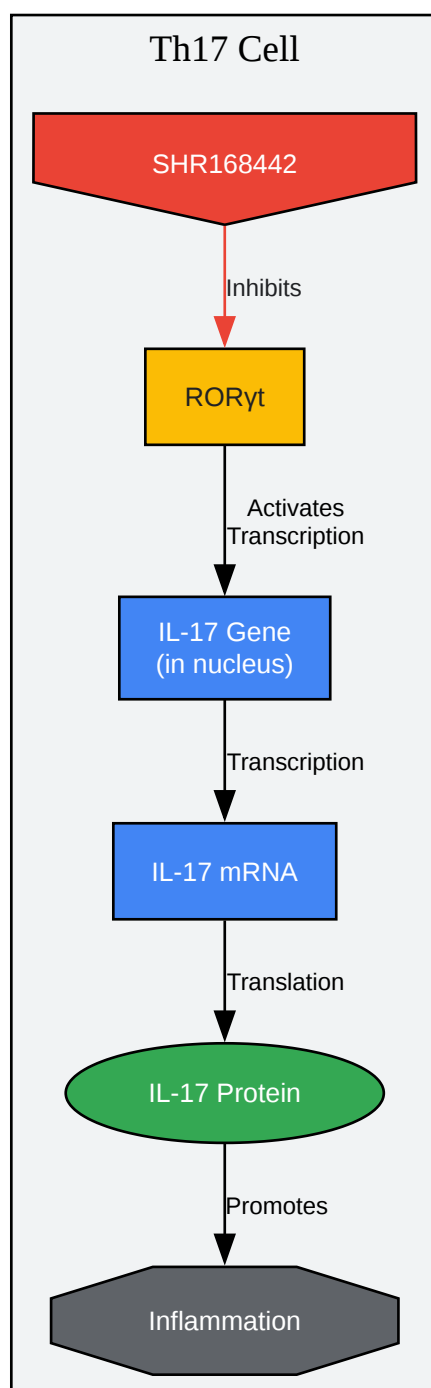 Th17 Cell
SHR168442
Inhibits
RORγt
Activates
Transcription
IL-17 Gene
(in nucleus)
Transcription
IL-17 mRNA
Translation
IL-17 Protein
Promotes
Inflammation